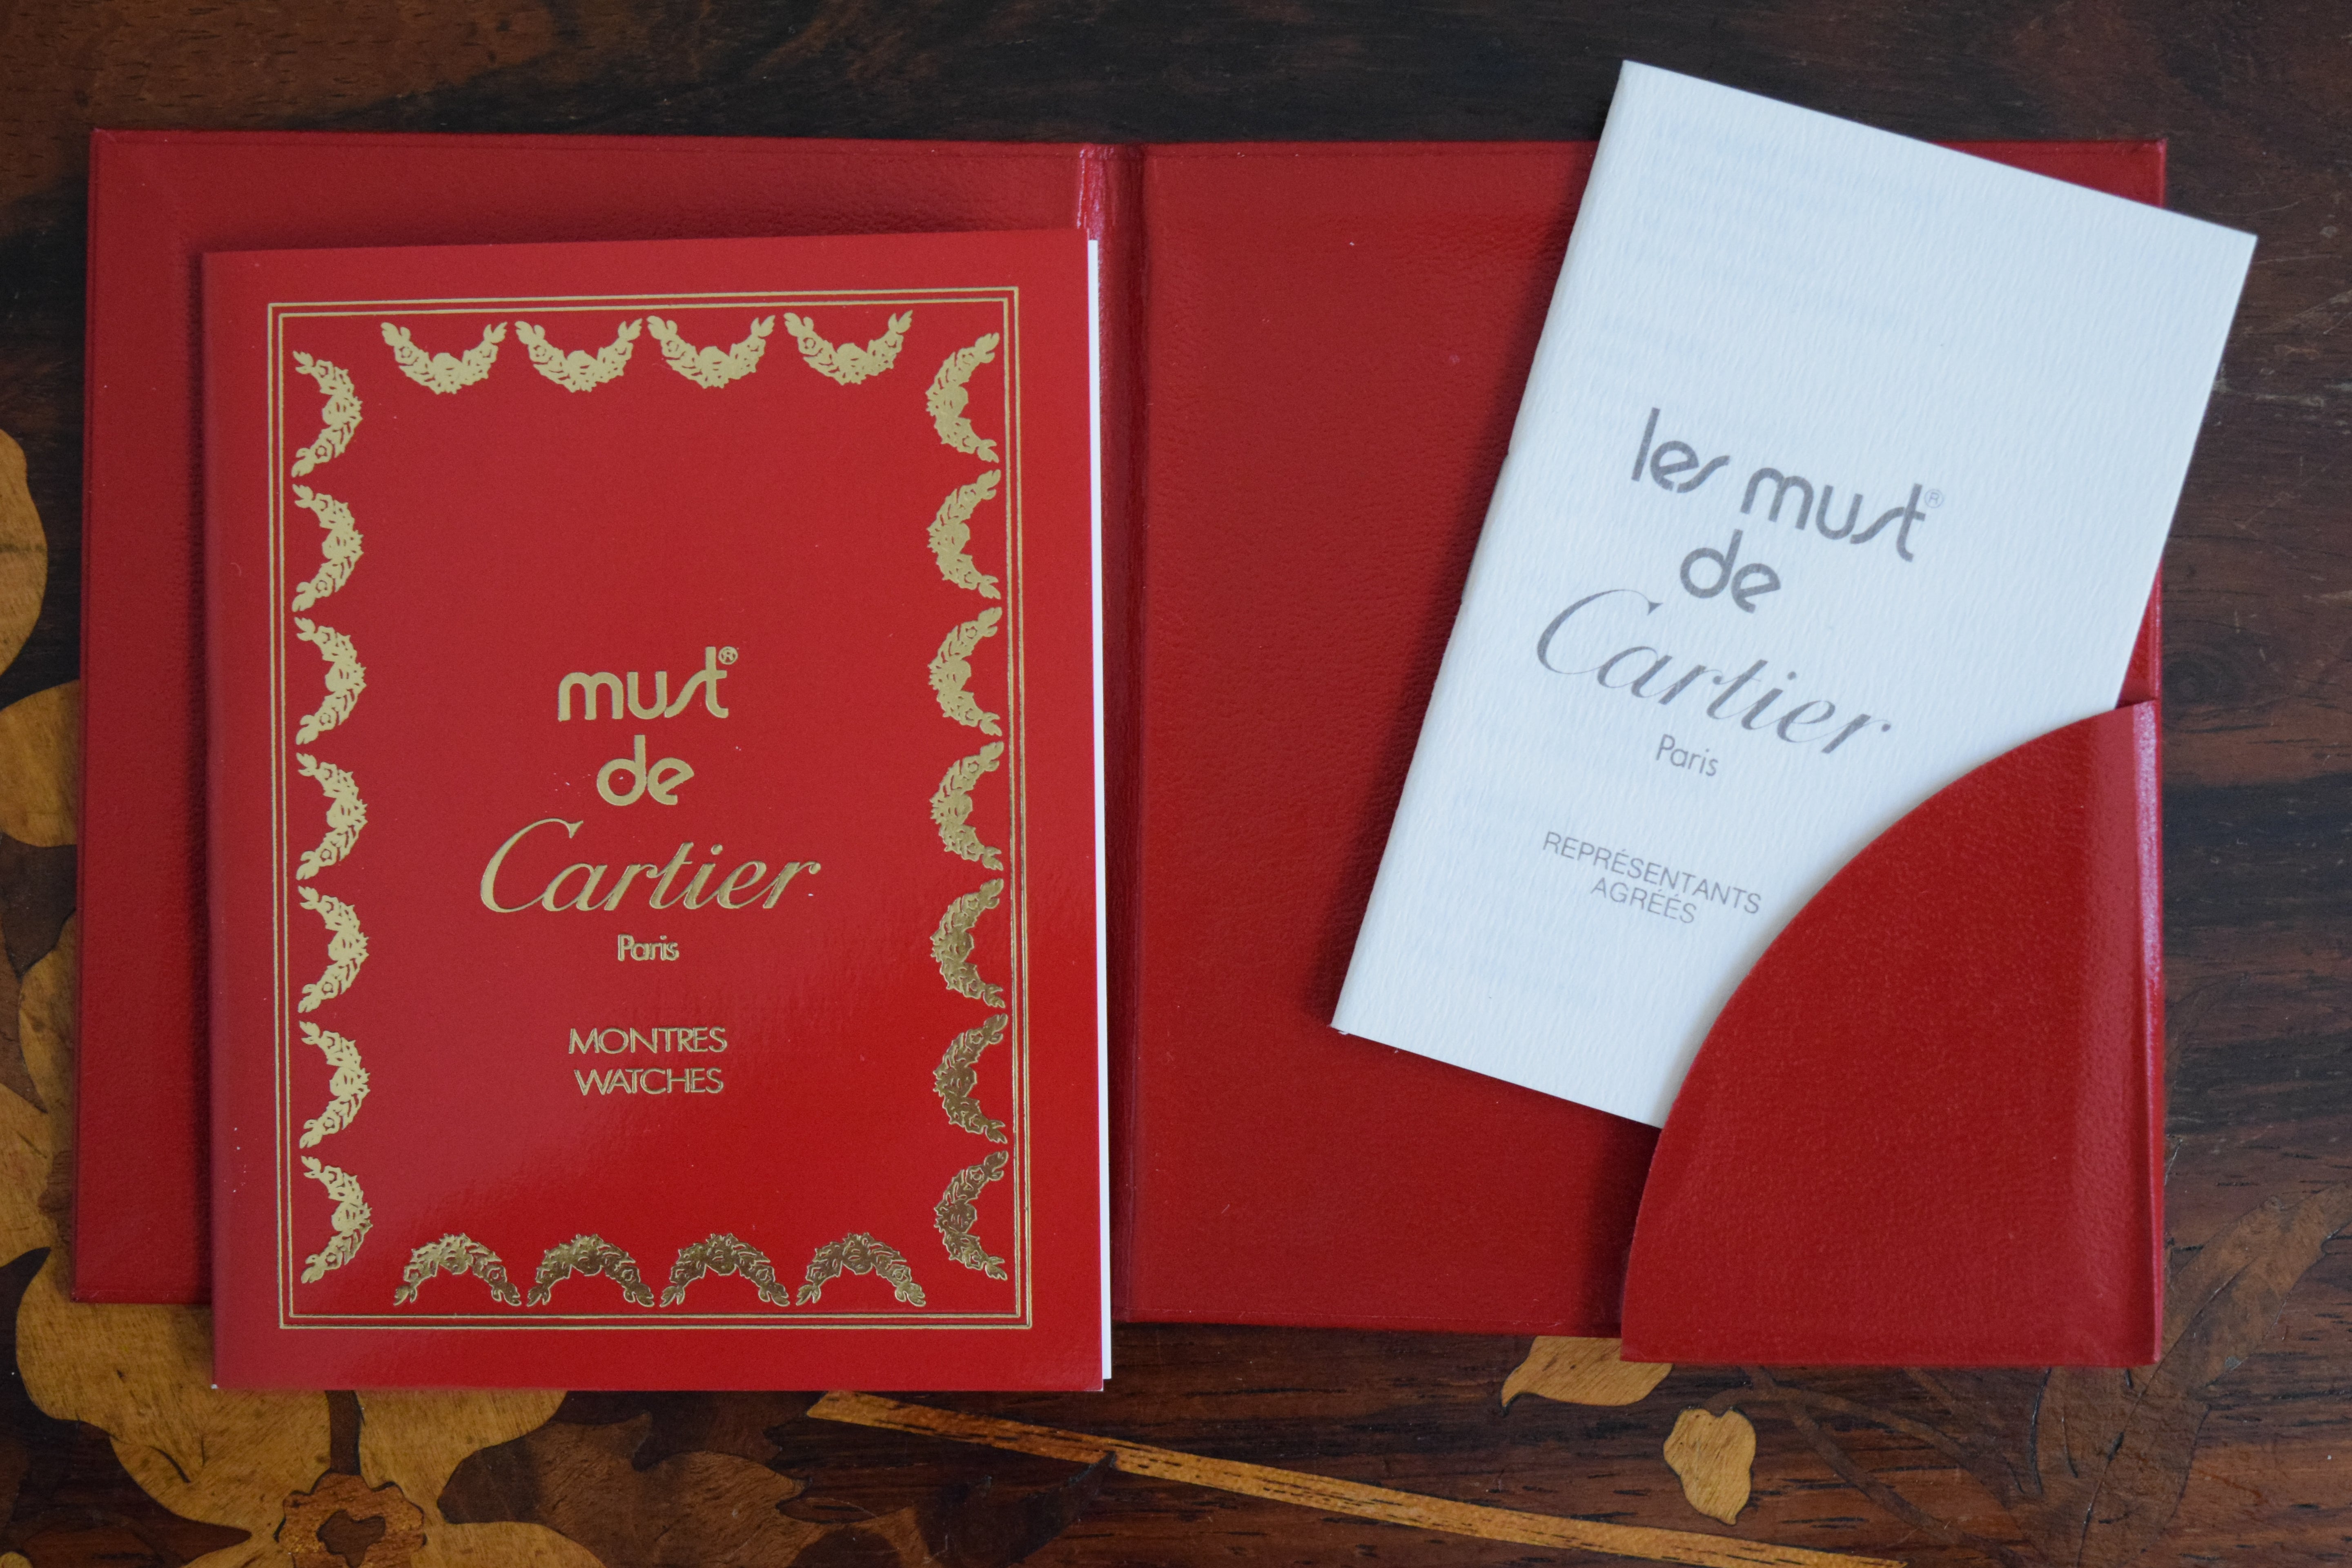 must®
de
Cartier
Paris
MONTRES
WATCHES
les must®
de
Cartier
Paris
REPRÉSENTANTS
AGRÉÉS